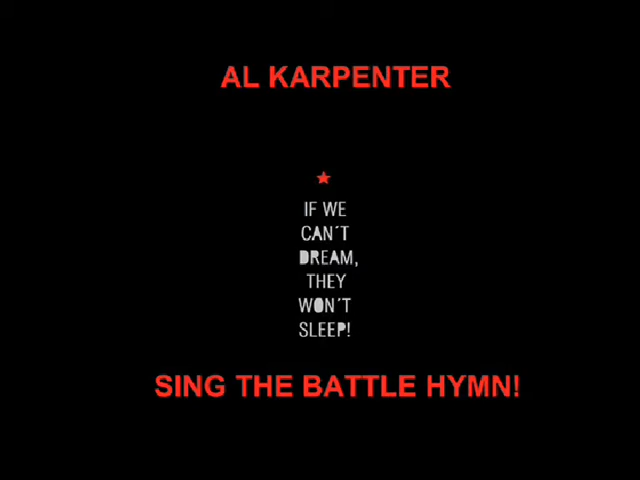 AL KARPENTER
IF WE
CAN´T
DREAM,
THEY
WON´T
SLEEP!
SING THE BATTLE HYMN!